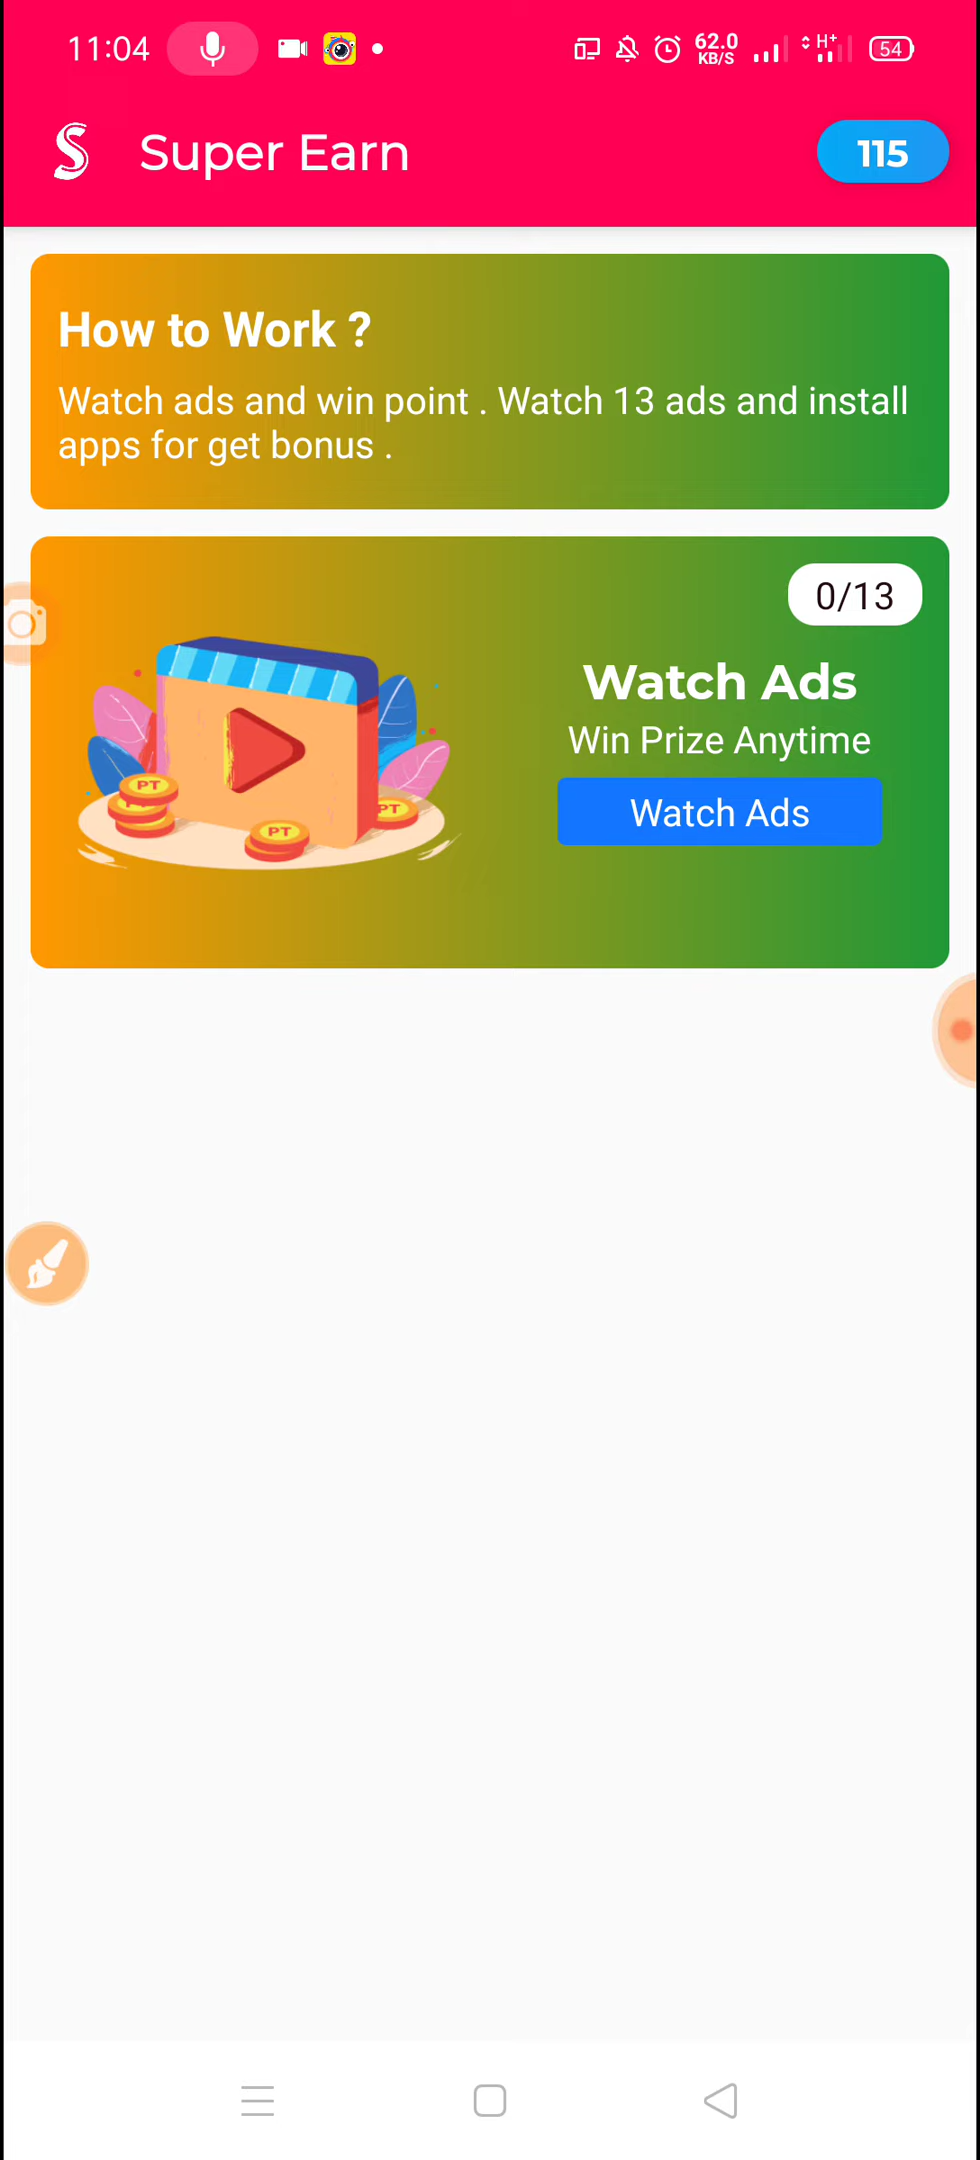 11:04
62.0
KB/S
H+
54
S
Super Earn
115
How to Work ?
Watch ads and win point . Watch 13 ads and install
apps for get bonus .
0/13
Watch Ads
Win Prize Anytime
Watch Ads
PT
PT
PT